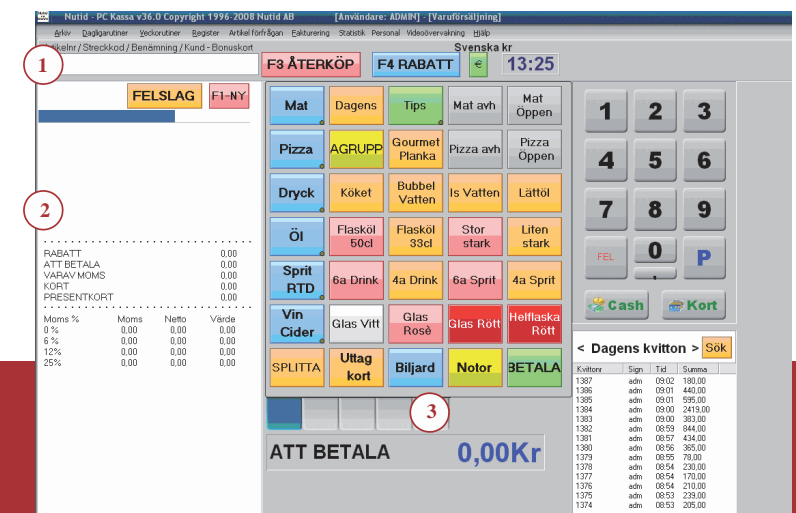 Nutid - PC Kassa v36.0 Copyright 1996-2008 Nutid AB [Användare: ADMIN] - [Varuförsäljning]
Arkiv Dagligarutiner Veckorutiner Register Artikelförfrågan Fakturering Statistik Personal Videoövervakning Hjälp
/ Streckkod / Benämning / Kund - Bonuskort Svenska kr
1 F3 ÅTERKÖP F4 RABATT € 13:25
FELSLAG F1-NY
Mat Dagens Tips Mat avh Mat Öppen
Pizza AGRUPP Gourmet Planka Pizza avh Pizza Öppen
Dryck Köket Bubbel Vatten Is Vatten Lättöl
Öl Flasköl 50cl Flasköl 33cl Stor stark Liten stark
Sprit RTD 6a Drink 4a Drink 6a Sprit 4a Sprit
Vin Cider Glas Vitt Glas Rosè Glas Rött Helflaska Rött
SPLITTA Uttag kort Biljard Notor BETALA
1 2 3
4 5 6
7 8 9
FEL 0 , P
Cash Kort
2
RABATT 0,00
ATT BETALA 0,00
VARAV MOMS 0,00
KORT 0,00
PRESENTKORT 0,00
Moms % Moms Netto Värde
0 % 0,00 0,00 0,00
6 % 0,00 0,00 0,00
12% 0,00 0,00 0,00
25% 0,00 0,00 0,00
3
ATT BETALA 0,00Kr
< Dagens kvitton > Sök
Kvittonr Sign Tid Summa
1387 adm 09:02 180,00
1386 adm 09:01 440,00
1385 adm 09:01 595,00
1384 adm 09:00 2419,00
1383 adm 09:00 383,00
1382 adm 08:59 844,00
1381 adm 08:57 434,00
1380 adm 08:56 365,00
1379 adm 08:55 78,00
1378 adm 08:54 230,00
1377 adm 08:54 170,00
1376 adm 08:54 210,00
1375 adm 08:53 239,00
1374 adm 08:53 205,00